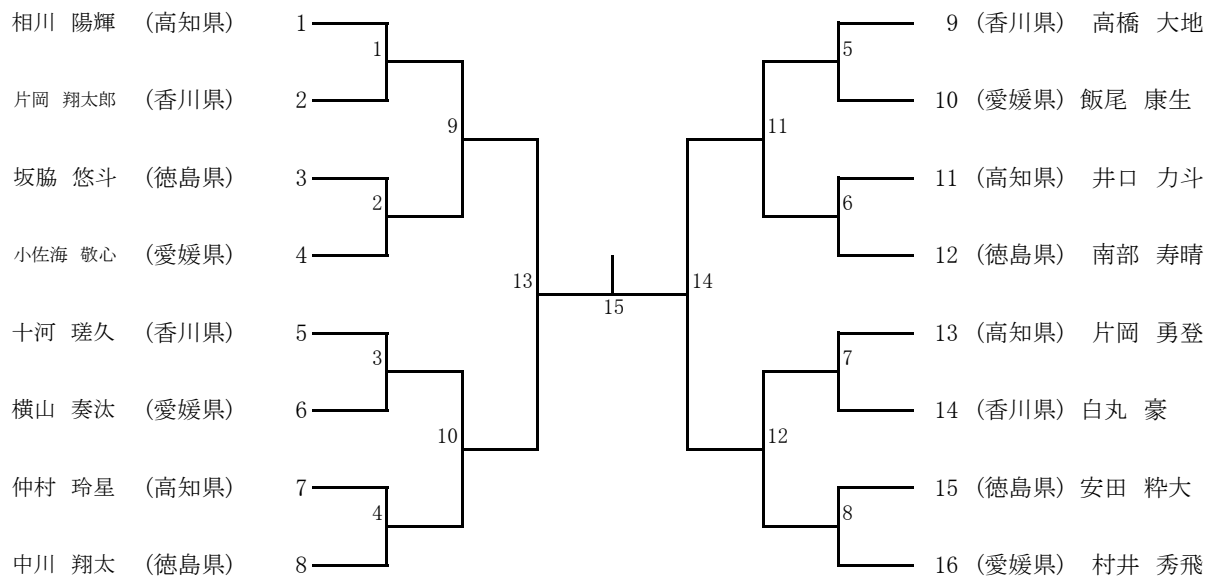 相川 陽輝 (高知県) 1
片岡 翔太郎 (香川県) 2
坂脇 悠斗 (徳島県) 3
小佐海 敬心 (愛媛県) 4
十河 瑳久 (香川県) 5
横山 奏汰 (愛媛県) 6
仲村 玲星 (高知県) 7
中川 翔太 (徳島県) 8
1
2
3
4
9
10
13
15
14
11
12
5
6
7
8
9 (香川県) 高橋 大地
10 (愛媛県) 飯尾 康生
11 (高知県) 井口 力斗
12 (徳島県) 南部 寿晴
13 (高知県) 片岡 勇登
14 (香川県) 白丸 豪
15 (徳島県) 安田 粋大
16 (愛媛県) 村井 秀飛